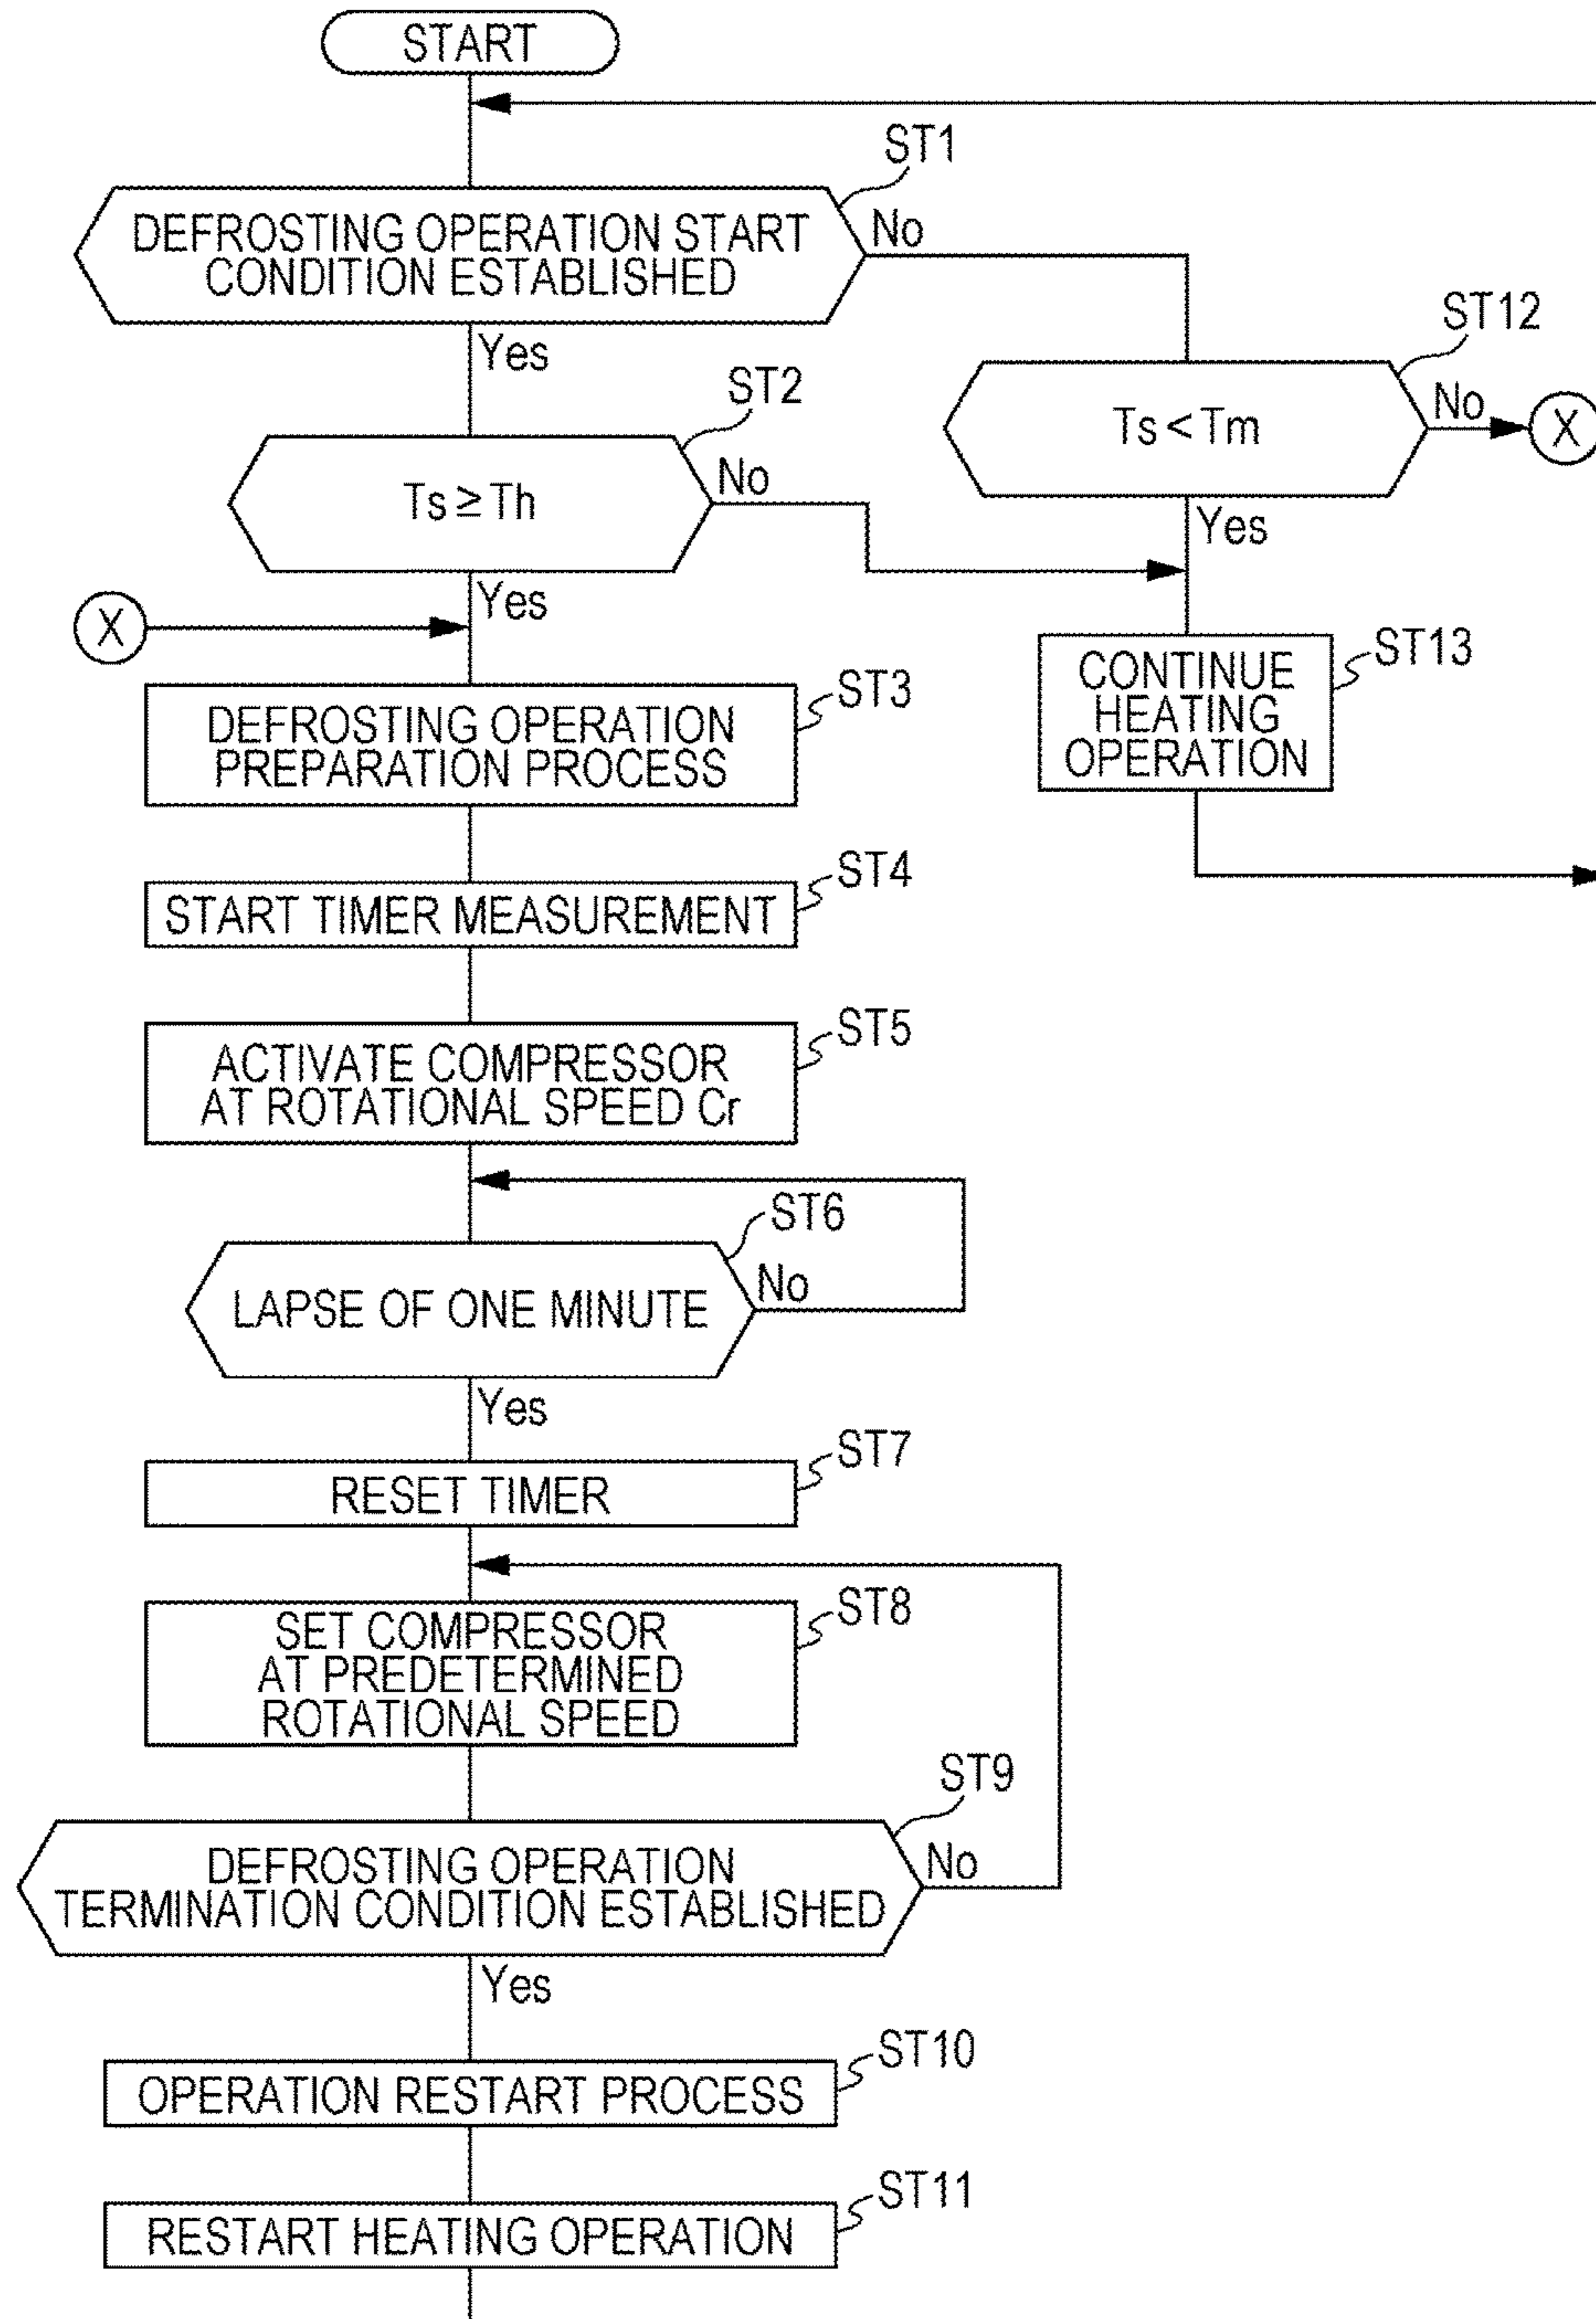 START
ST1
DEFROSTING OPERATION START
CONDITION ESTABLISHED
No
Yes
ST12
Ts < Tm
No
X
Yes
ST2
Ts ≥ Th
No
Yes
X
ST13
CONTINUE
HEATING
OPERATION
ST3
DEFROSTING OPERATION
PREPARATION PROCESS
ST4
START TIMER MEASUREMENT
ST5
ACTIVATE COMPRESSOR
AT ROTATIONAL SPEED Cr
ST6
LAPSE OF ONE MINUTE
No
Yes
ST7
RESET TIMER
ST8
SET COMPRESSOR
AT PREDETERMINED
ROTATIONAL SPEED
ST9
DEFROSTING OPERATION
TERMINATION CONDITION ESTABLISHED
No
Yes
ST10
OPERATION RESTART PROCESS
ST11
RESTART HEATING OPERATION